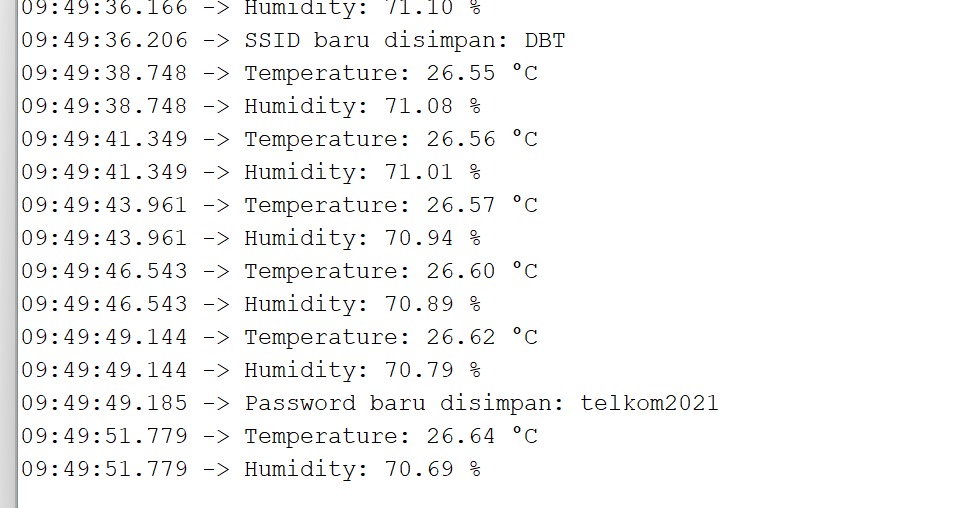 09:49:36.166 -> Humidity: 71.10 %
09:49:36.206 -> SSID baru disimpan: DBT
09:49:38.748 -> Temperature: 26.55 °C
09:49:38.748 -> Humidity: 71.08 %
09:49:41.349 -> Temperature: 26.56 °C
09:49:41.349 -> Humidity: 71.01 %
09:49:43.961 -> Temperature: 26.57 °C
09:49:43.961 -> Humidity: 70.94 %
09:49:46.543 -> Temperature: 26.60 °C
09:49:46.543 -> Humidity: 70.89 %
09:49:49.144 -> Temperature: 26.62 °C
09:49:49.144 -> Humidity: 70.79 %
09:49:49.185 -> Password baru disimpan: telkom2021
09:49:51.779 -> Temperature: 26.64 °C
09:49:51.779 -> Humidity: 70.69 %